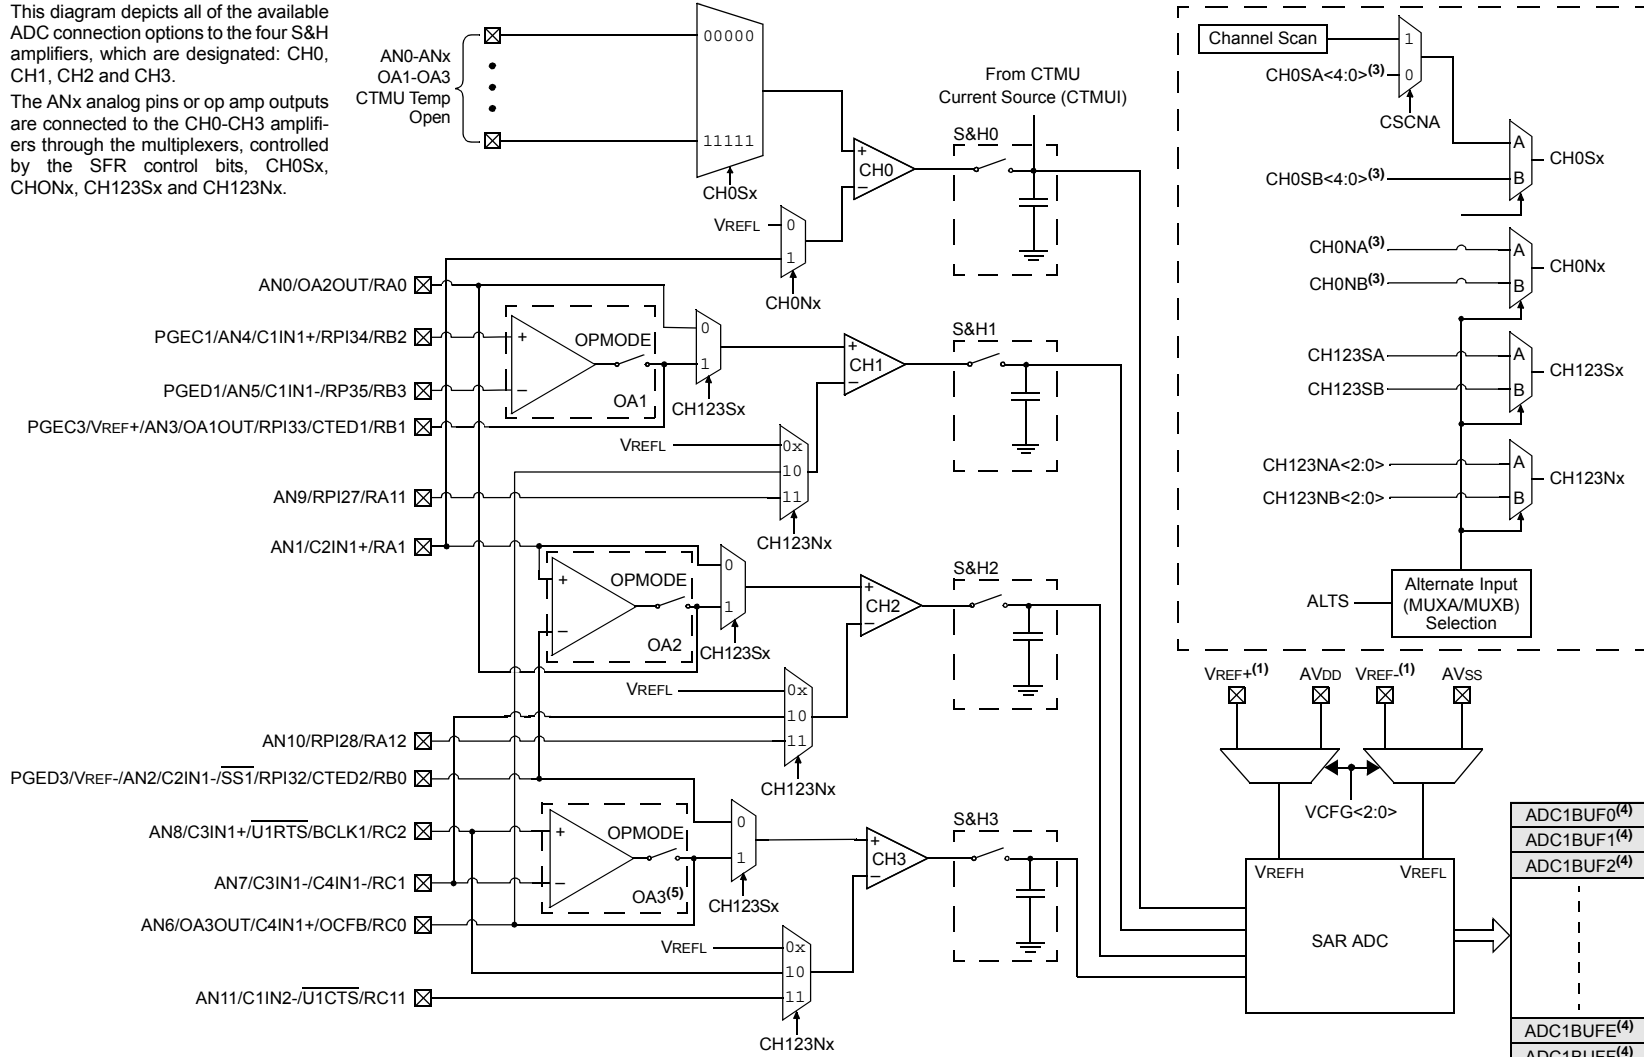 This diagram depicts all of the available
ADC connection options to the four S&H
amplifiers, which are designated: CH0,
CH1, CH2 and CH3.
The ANx analog pins or op amp outputs
are connected to the CH0-CH3 amplifi-
ers through the multiplexers, controlled
by the SFR control bits, CH0Sx,
CHONx, CH123Sx and CH123Nx.
AN0-ANx
OA1-OA3
CTMU Temp
Open
00000
11111
CH0Sx
From CTMU
Current Source (CTMUI)
S&H0
+
CH0
–
VREFL
0
1
CH0Nx
AN0/OA2OUT/RA0
PGEC1/AN4/C1IN1+/RPI34/RB2
PGED1/AN5/C1IN1-/RP35/RB3
PGEC3/VREF+/AN3/OA1OUT/RPI33/CTED1/RB1
+
–
OPMODE
OA1
0
1
CH123Sx
+
CH1
–
S&H1
VREFL
0x
10
11
CH123Nx
AN9/RPI27/RA11
AN1/C2IN1+/RA1
+
–
OPMODE
OA2
0
1
CH123Sx
+
CH2
–
S&H2
VREFL
0x
10
11
CH123Nx
AN10/RPI28/RA12
PGED3/VREF-/AN2/C2IN1-/SS1/RPI32/CTED2/RB0
AN8/C3IN1+/U1RTS/BCLK1/RC2
AN7/C3IN1-/C4IN1-/RC1
AN6/OA3OUT/C4IN1+/OCFB/RC0
+
–
OPMODE
OA3(5)
0
1
CH123Sx
+
CH3
–
S&H3
VREFL
0x
10
11
CH123Nx
AN11/C1IN2-/U1CTS/RC11
Channel Scan
1
CH0SA<4:0>(3)
0
CSCNA
A
CH0Sx
CH0SB<4:0>(3)
B
CH0NA(3)
A
CH0Nx
CH0NB(3)
B
CH123SA
A
CH123Sx
CH123SB
B
CH123NA<2:0>
A
CH123Nx
CH123NB<2:0>
B
ALTS
Alternate Input
(MUXA/MUXB)
Selection
VREF+(1)
AVDD
VREF-(1)
AVSS
VCFG<2:0>
VREFH
VREFL
SAR ADC
ADC1BUF0(4)
ADC1BUF1(4)
ADC1BUF2(4)
ADC1BUFE(4)
ADC1BUFF(4)